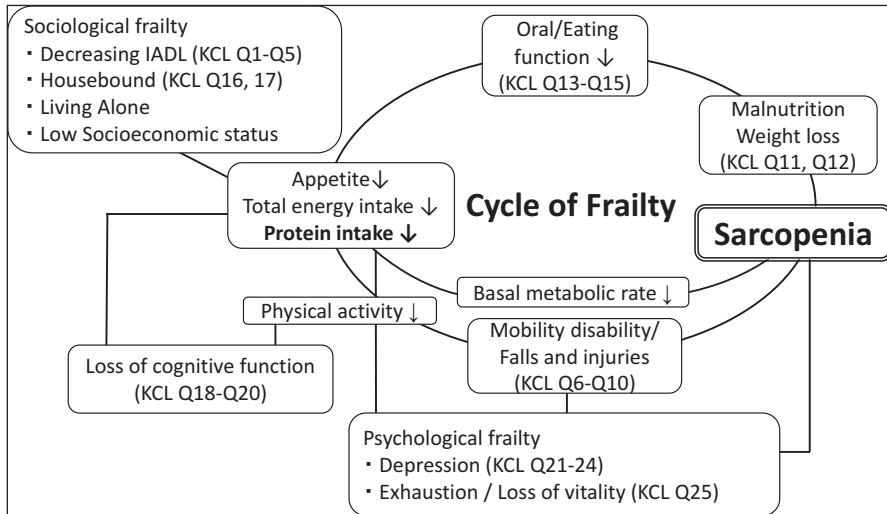 Sociological frailty
・Decreasing IADL (KCL Q1-Q5)
・Housebound (KCL Q16, 17)
・Living Alone
・Low Socioeconomic status
Oral/Eating
function ↓
(KCL Q13-Q15)
Malnutrition
Weight loss
(KCL Q11, Q12)
Appetite↓
Total energy intake ↓
Protein intake ↓
Cycle of Frailty
Sarcopenia
Basal metabolic rate ↓
Physical activity ↓
Mobility disability/
Falls and injuries
(KCL Q6-Q10)
Loss of cognitive function
(KCL Q18-Q20)
Psychological frailty
・Depression (KCL Q21-24)
・Exhaustion / Loss of vitality (KCL Q25)